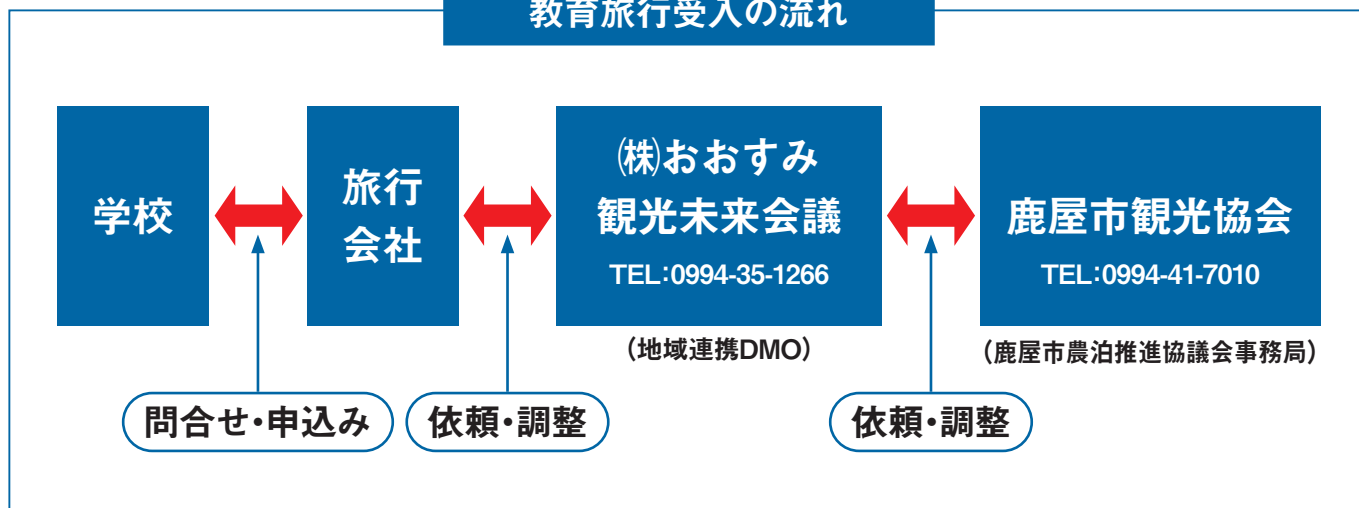 教育旅行受入の流れ
学校
旅行
会社
㈱おおすみ
観光未来会議
TEL:0994-35-1266
(地域連携DMO)
鹿屋市観光協会
TEL:0994-41-7010
(鹿屋市農泊推進協議会事務局)
問合せ・申込み
依頼・調整
依頼・調整